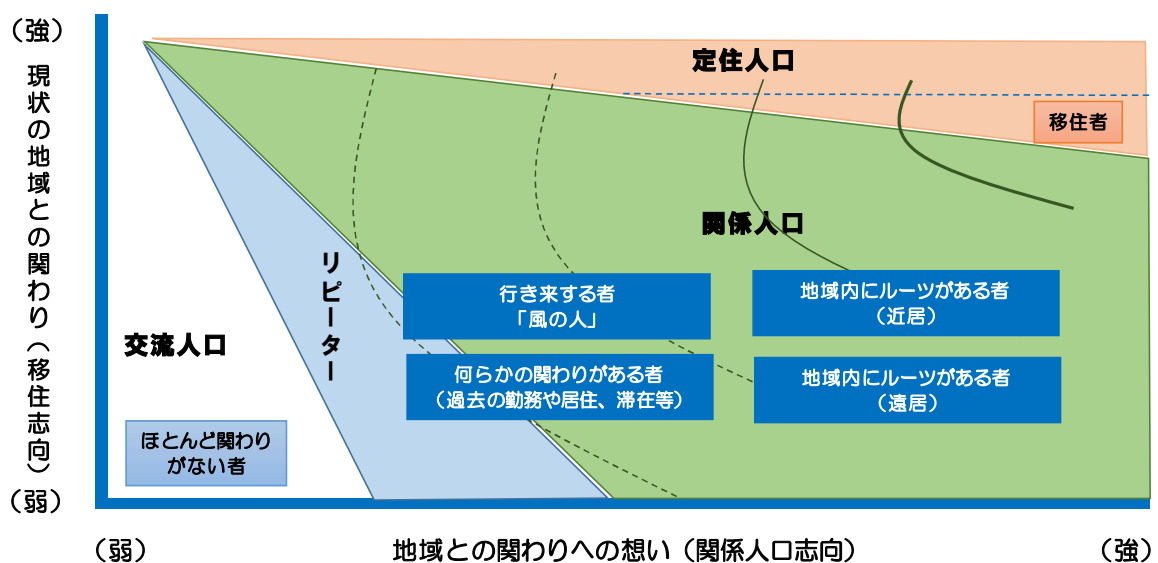 （強）
現状の地域との関わり（移住志向）
（弱）
定住人口
移住者
関係人口
リピーター
行き来する者
「風の人」
地域内にルーツがある者
（近居）
何らかの関わりがある者
（過去の勤務や居住、滞在等）
地域内にルーツがある者
（遠居）
交流人口
ほとんど関わり
がない者
（弱）
地域との関わりへの想い（関係人口志向）
（強）